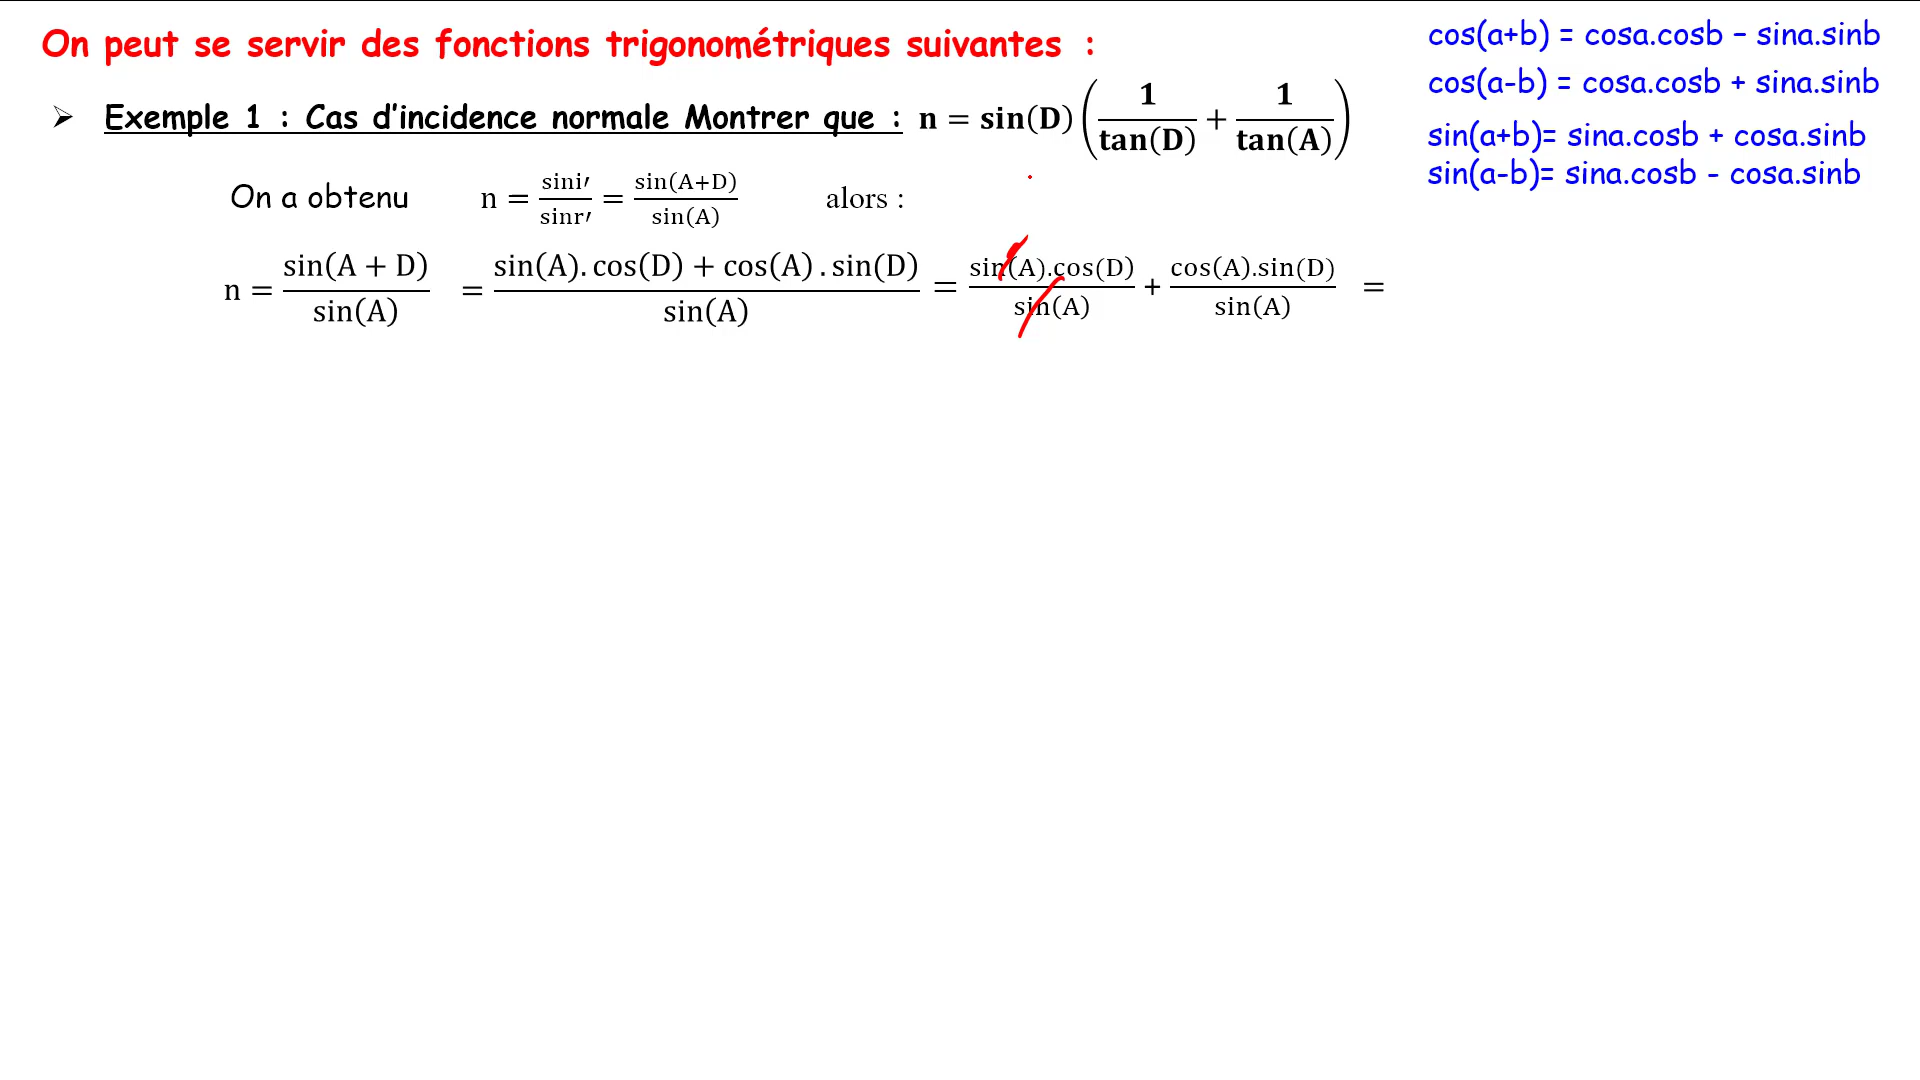 On peut se servir des fonctions trigonométriques suivantes :
➢ Exemple 1 : Cas d’incidence normale Montrer que : n = sin(D) (1/tan(D) + 1/tan(A))
On a obtenu n = sini′/sinr′ = sin(A+D)/sin(A) alors :
n = sin(A + D)/sin(A) = (sin(A). cos(D) + cos(A) . sin(D))/sin(A) = sin(A).cos(D)/sin(A) + cos(A).sin(D)/sin(A) =
cos(a+b) = cosa.cosb – sina.sinb
cos(a-b) = cosa.cosb + sina.sinb
sin(a+b)= sina.cosb + cosa.sinb
sin(a-b)= sina.cosb - cosa.sinb